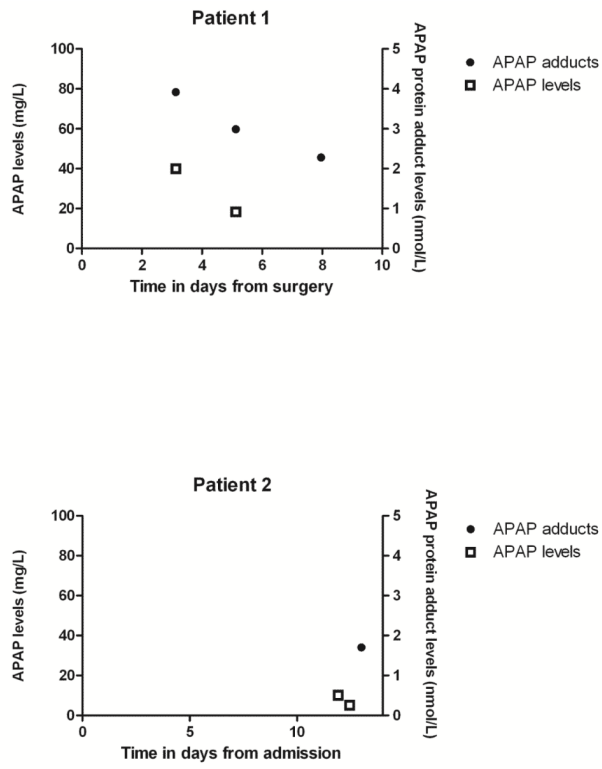 Patient 1
APAP levels (mg/L)
100
80
60
40
20
0
0 2 4 6 8 10
Time in days from surgery
5
4
3
2
1
0
APAP protein adduct levels (nmol/L)
APAP adducts
APAP levels
Patient 2
APAP levels (mg/L)
100
80
60
40
20
0
0 5 10
Time in days from admission
5
4
3
2
1
0
APAP protein adduct levels (nmol/L)
APAP adducts
APAP levels